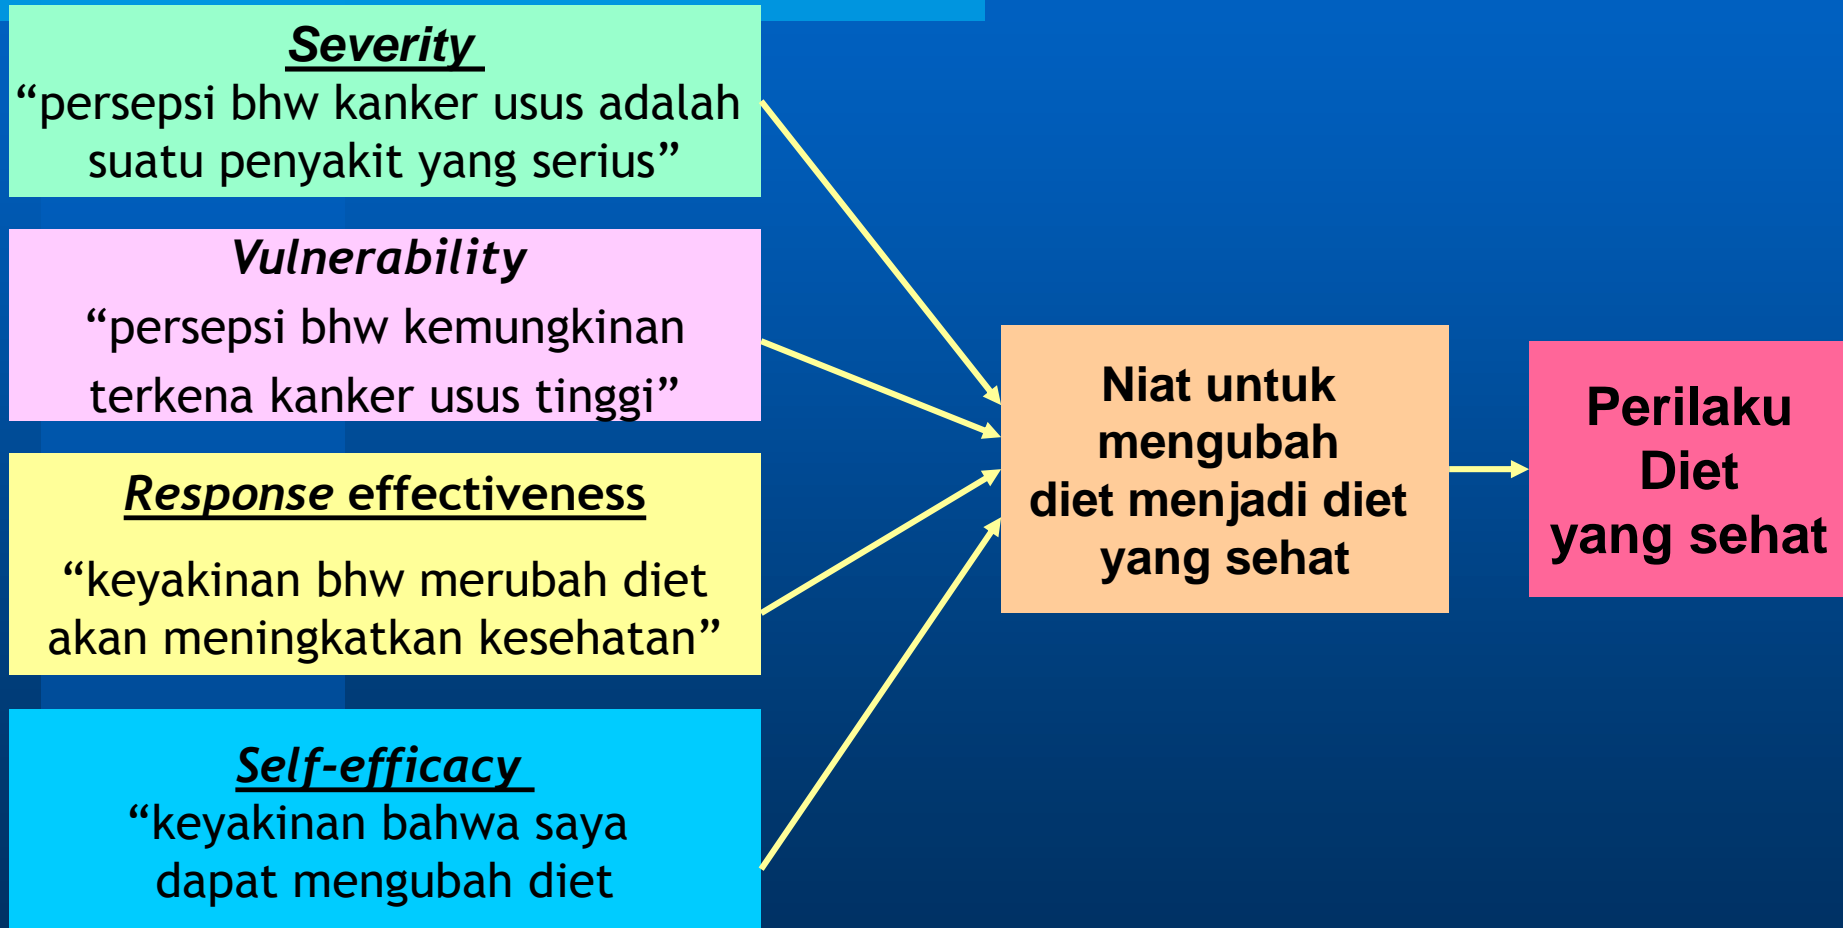 Severity
“persepsi bhw kanker usus adalah
suatu penyakit yang serius”
Vulnerability
“persepsi bhw kemungkinan
terkena kanker usus tinggi”
Response effectiveness
“keyakinan bhw merubah diet
akan meningkatkan kesehatan”
Self-efficacy
“keyakinan bahwa saya
dapat mengubah diet
Niat untuk
mengubah
diet menjadi diet
yang sehat
Perilaku
Diet
yang sehat